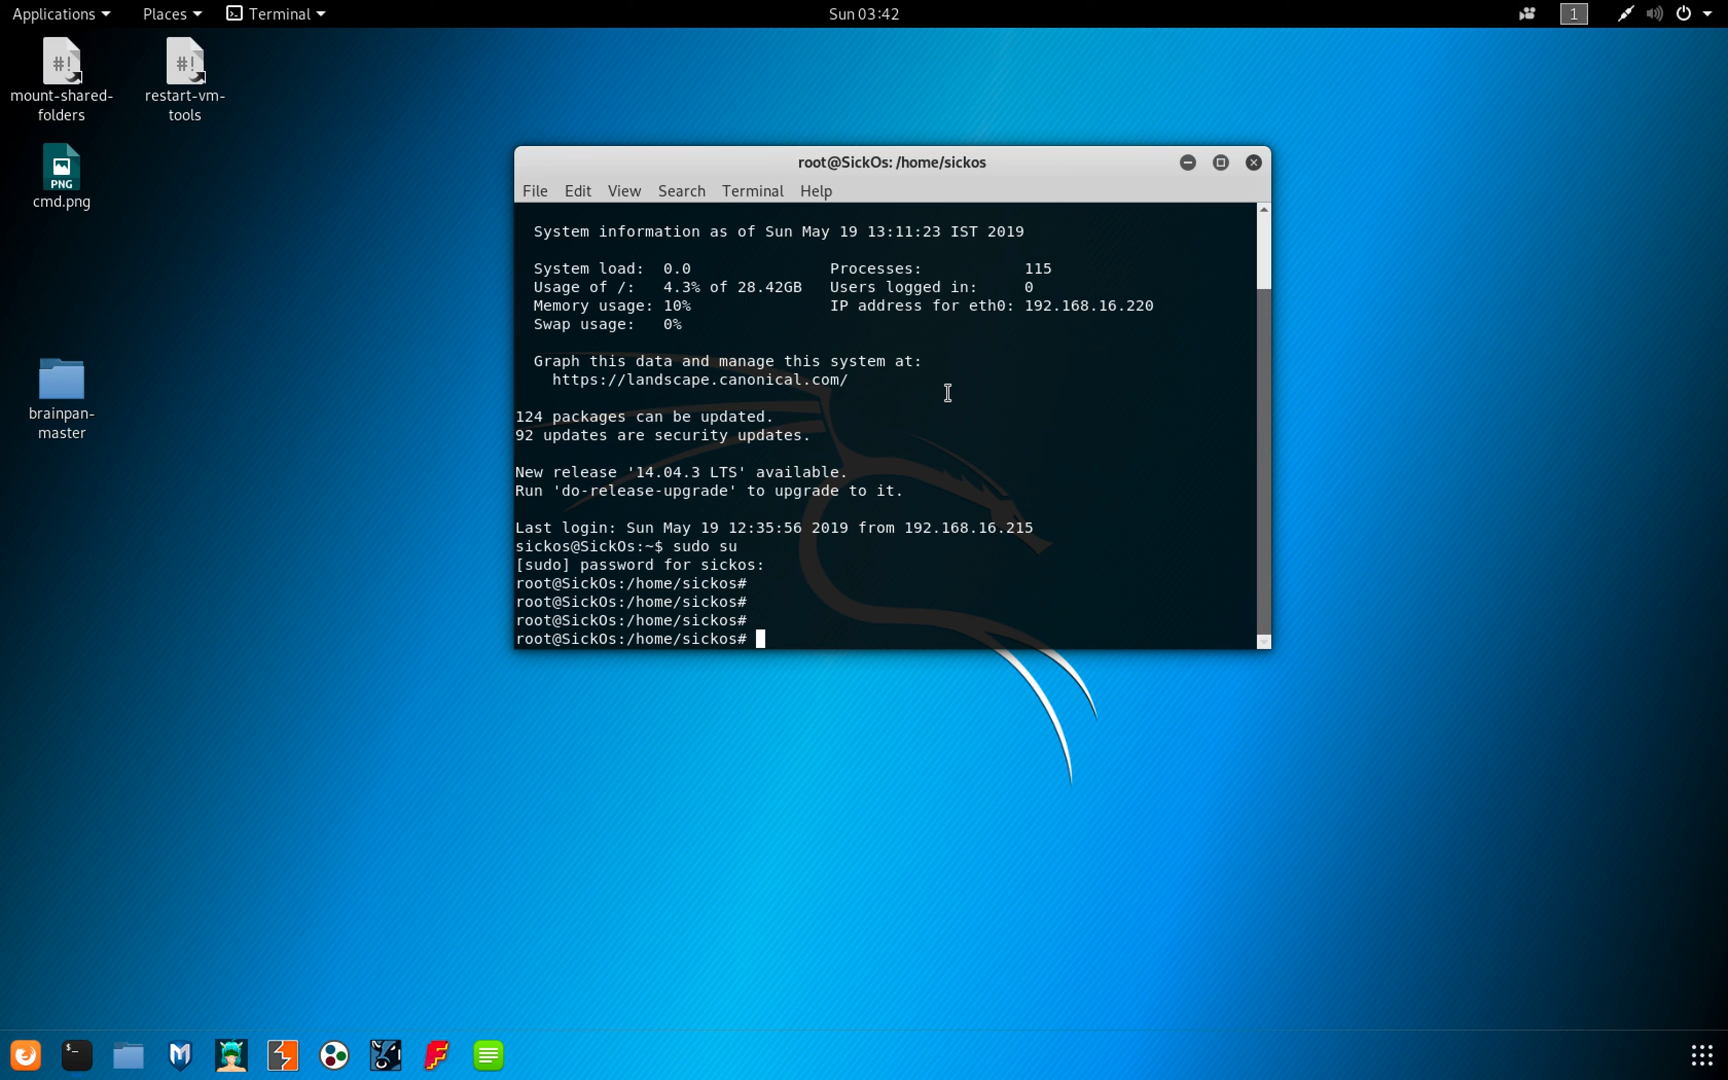 Applications Places Terminal Sun 03:42 1
mount-shared-folders
restart-vm-tools
PNG
cmd.png
brainpan-master
root@SickOs: /home/sickos
File Edit View Search Terminal Help
System information as of Sun May 19 13:11:23 IST 2019
System load: 0.0 Processes: 115
Usage of /: 4.3% of 28.42GB Users logged in: 0
Memory usage: 10% IP address for eth0: 192.168.16.220
Swap usage: 0%
Graph this data and manage this system at:
https://landscape.canonical.com/
124 packages can be updated.
92 updates are security updates.
New release '14.04.3 LTS' available.
Run 'do-release-upgrade' to upgrade to it.
Last login: Sun May 19 12:35:56 2019 from 192.168.16.215
sickos@SickOs:~$ sudo su
[sudo] password for sickos:
root@SickOs:/home/sickos#
root@SickOs:/home/sickos#
root@SickOs:/home/sickos#
root@SickOs:/home/sickos#